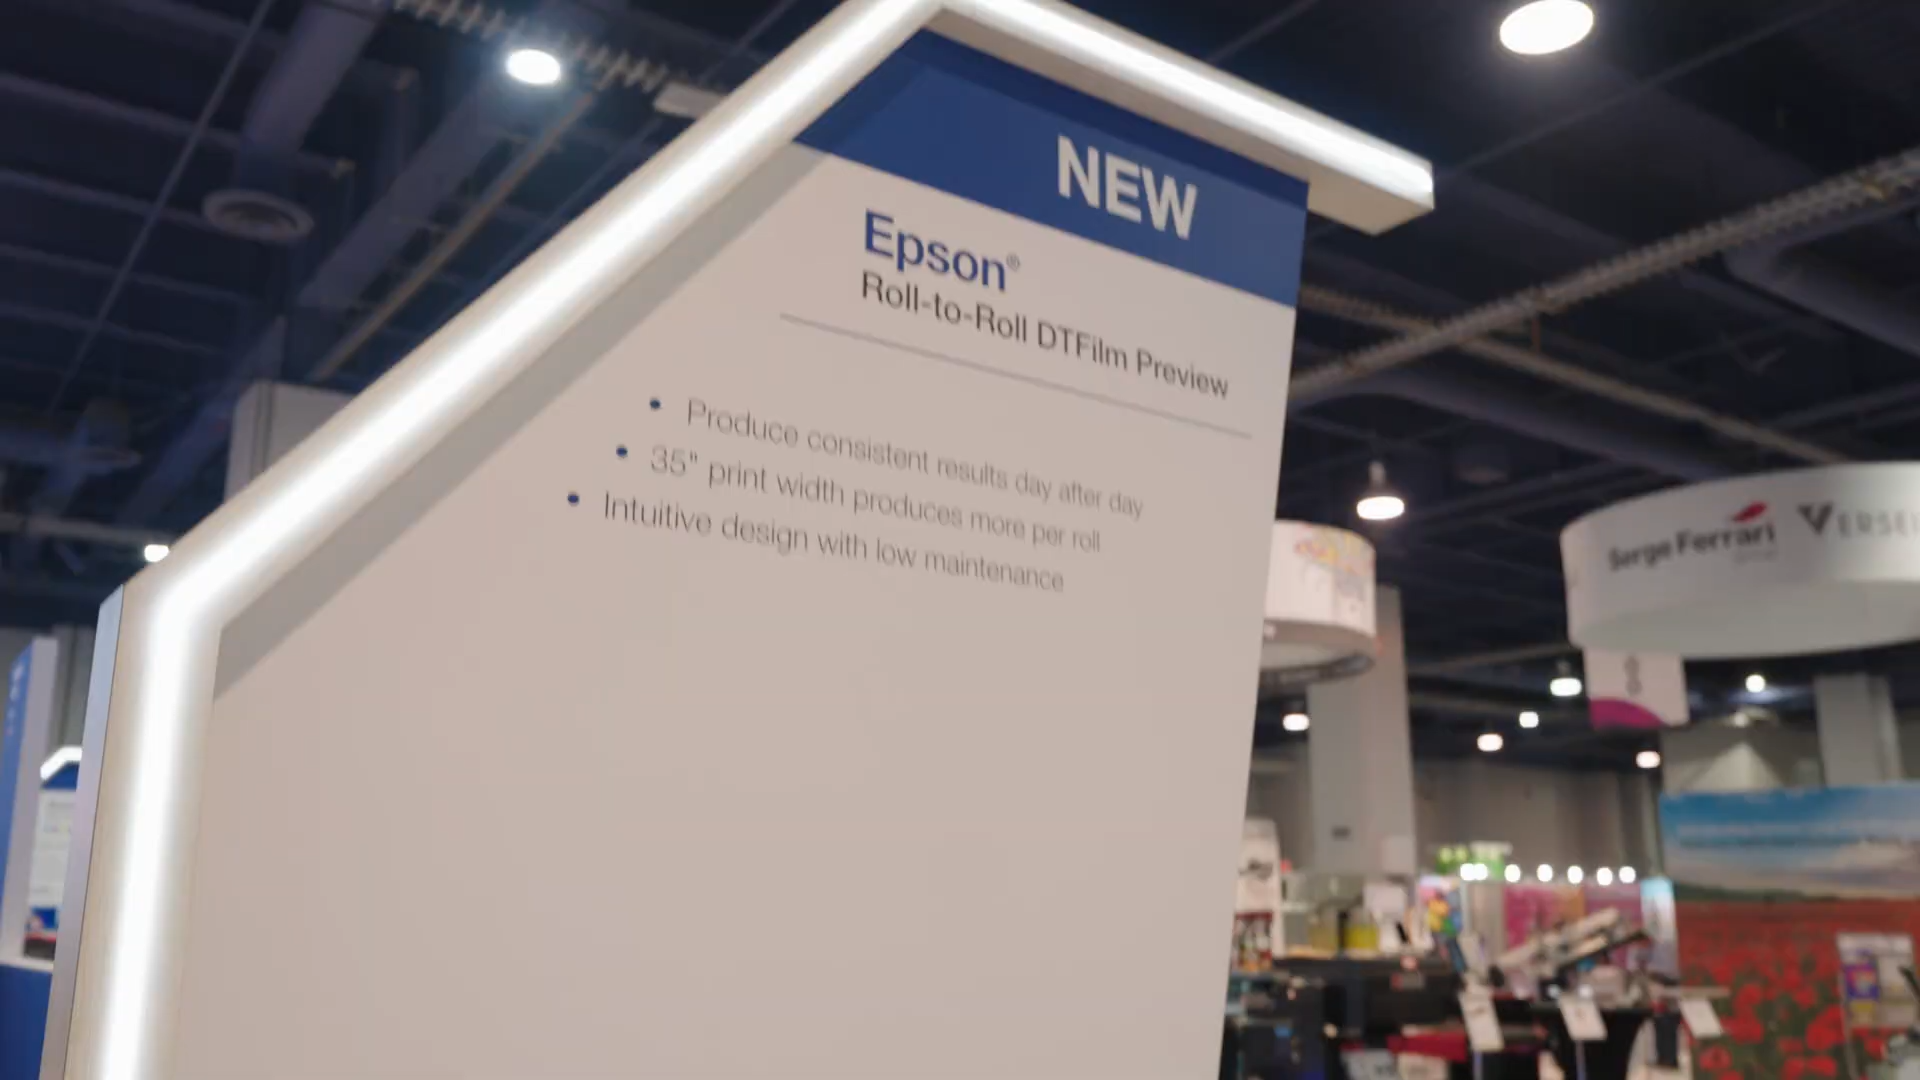 NEW
Epson®
Roll-to-Roll DTFilm Preview
• Produce consistent results day after day
• 35" print width produces more per roll
• Intuitive design with low maintenance
Serge Ferrari